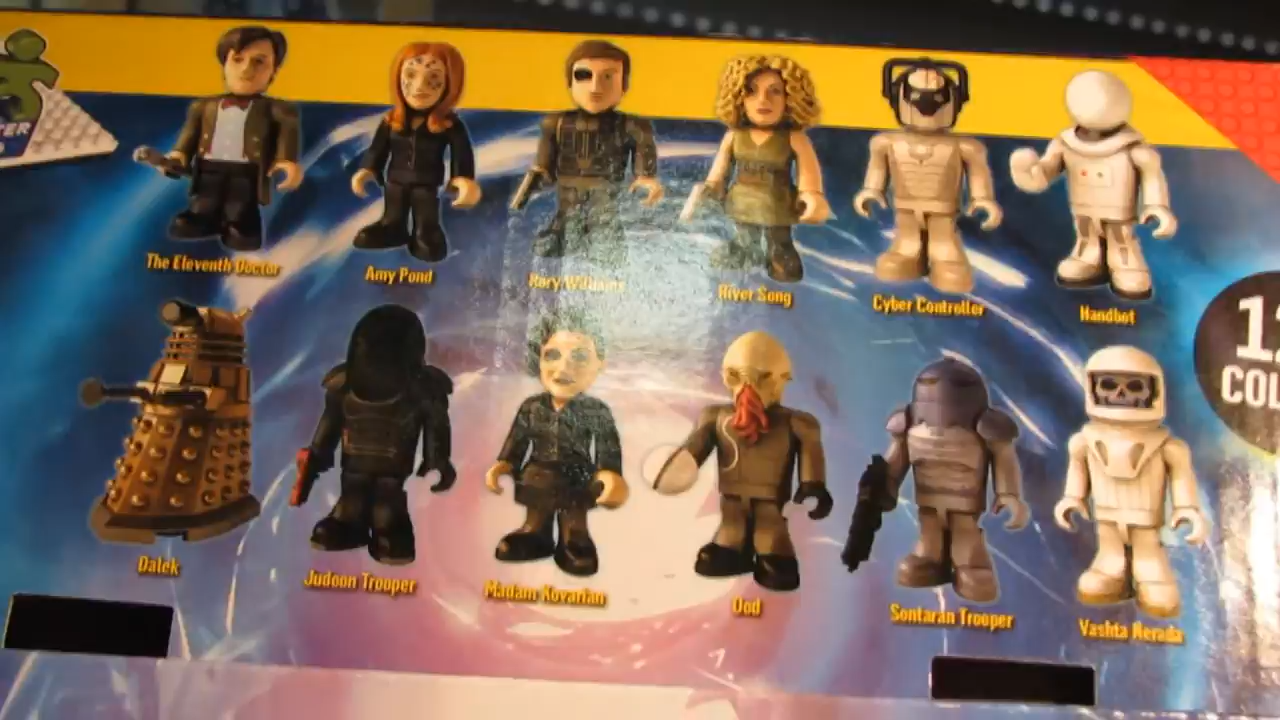 The Eleventh Doctor
Amy Pond
Rory Williams
River Song
Cyber Controller
Handbot
Dalek
Judoon Trooper
Madam Kovarian
Ood
Sontaran Trooper
Vashta Nerada